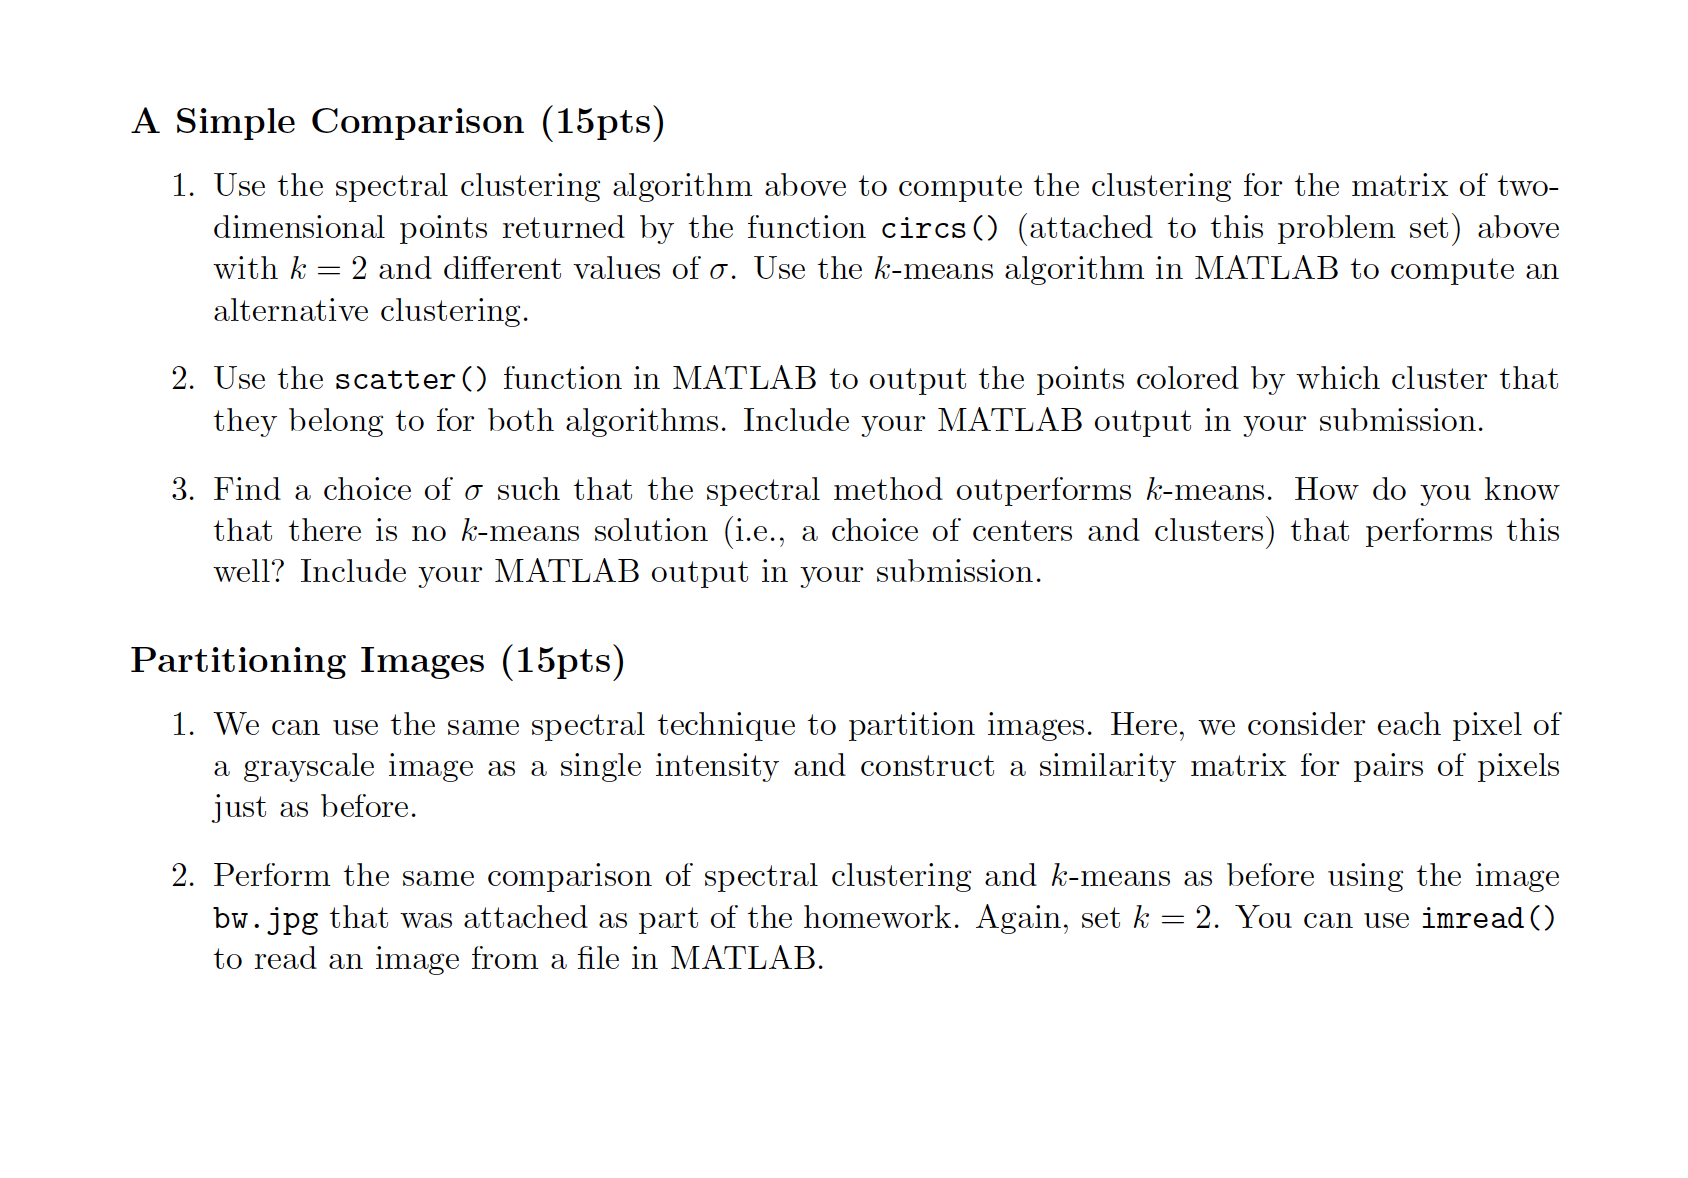 A Simple Comparison (15pts)
1. Use the spectral clustering algorithm above to compute the clustering for the matrix of two-
dimensional points returned by the function circs() (attached to this problem set) above
with k = 2 and different values of σ. Use the k-means algorithm in MATLAB to compute an
alternative clustering.
2. Use the scatter() function in MATLAB to output the points colored by which cluster that
they belong to for both algorithms. Include your MATLAB output in your submission.
3. Find a choice of σ such that the spectral method outperforms k-means. How do you know
that there is no k-means solution (i.e., a choice of centers and clusters) that performs this
well? Include your MATLAB output in your submission.
Partitioning Images (15pts)
1. We can use the same spectral technique to partition images. Here, we consider each pixel of
a grayscale image as a single intensity and construct a similarity matrix for pairs of pixels
just as before.
2. Perform the same comparison of spectral clustering and k-means as before using the image
bw.jpg that was attached as part of the homework. Again, set k = 2. You can use imread()
to read an image from a file in MATLAB.